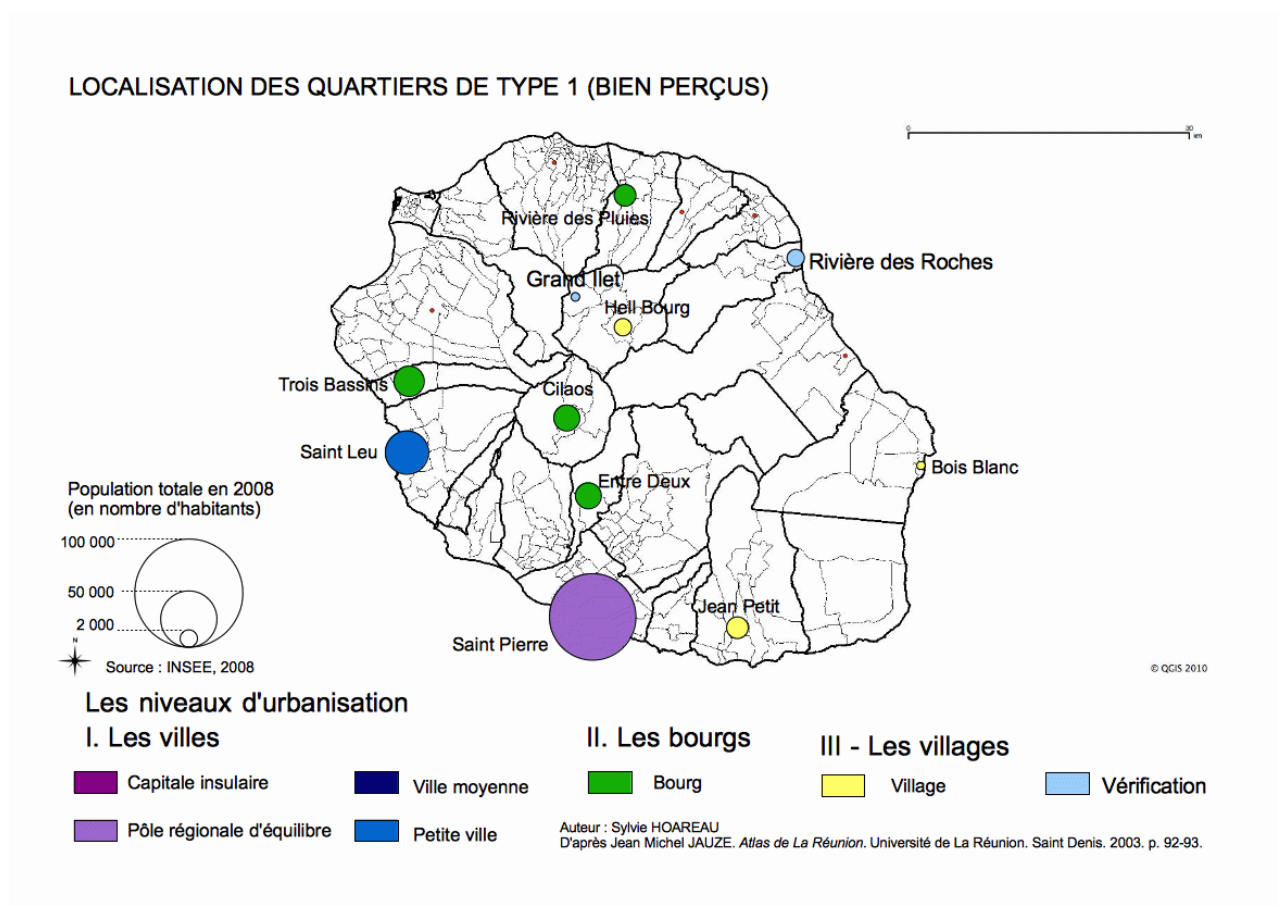 LOCALISATION DES QUARTIERS DE TYPE 1 (BIEN PERÇUS)
0
30
km
Rivière des Pluies
Rivière des Roches
Grand Ilet
Hell Bourg
Trois Bassins
Cilaos
Saint Leu
Bois Blanc
Entre Deux
Population totale en 2008
(en nombre d'habitants)
100 000
50 000
2 000
Jean Petit
Saint Pierre
N
Source : INSEE, 2008
© QGIS 2010
Les niveaux d'urbanisation
I. Les villes
II. Les bourgs
III - Les villages
Capitale insulaire
Ville moyenne
Bourg
Village
Vérification
Pôle régionale d'équilibre
Petite ville
Auteur : Sylvie HOAREAU
D'après Jean Michel JAUZE. Atlas de La Réunion. Université de La Réunion. Saint Denis. 2003. p. 92-93.